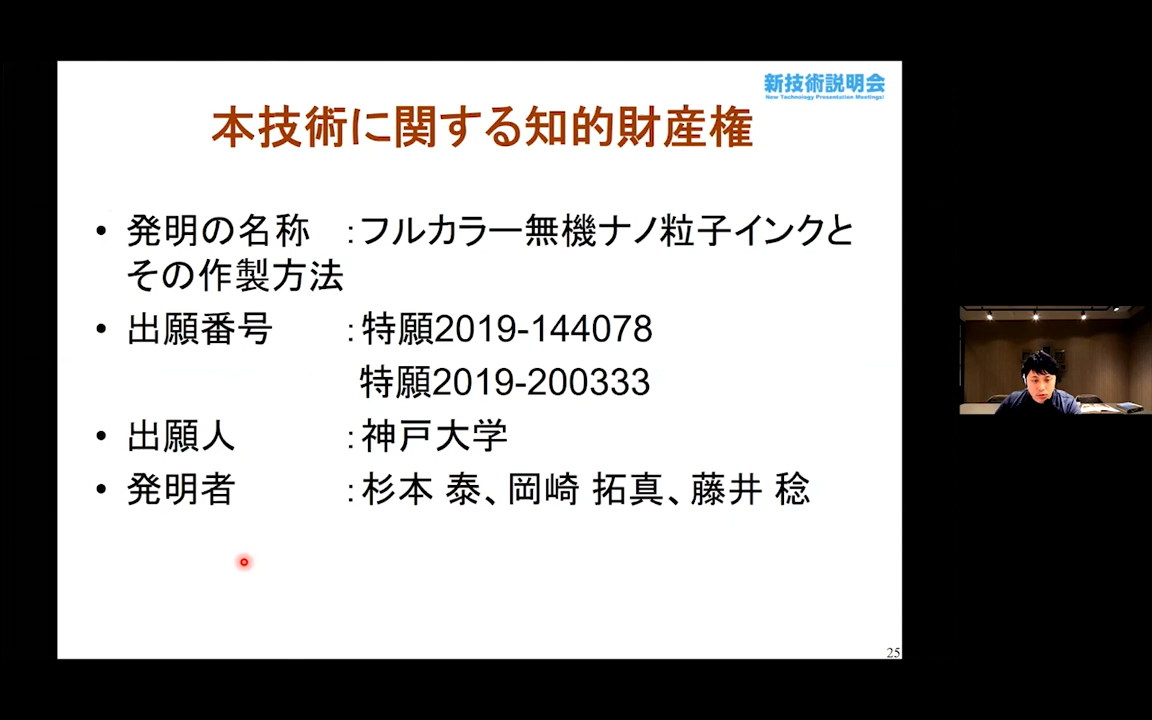 新技術説明会
New Technology Presentation Meetings!
本技術に関する知的財産権
• 発明の名称 ：フルカラー無機ナノ粒子インクと
その作製方法
• 出願番号 ：特願2019-144078
特願2019-200333
• 出願人 ：神戸大学
• 発明者 ：杉本 泰、岡崎 拓真、藤井 稔
25